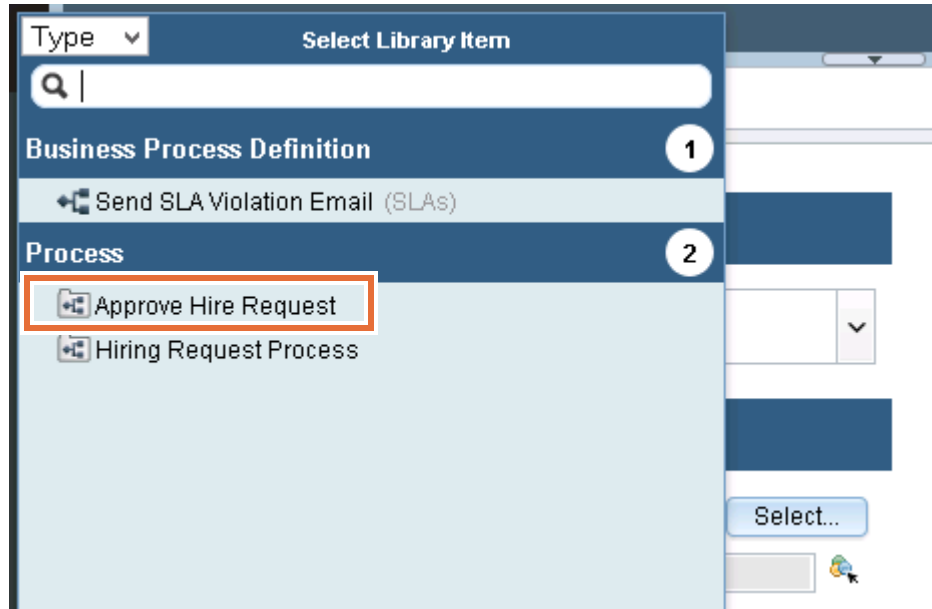 Type Select Library Item
Business Process Definition 1
Send SLA Violation Email (SLAs)
Process 2
Approve Hire Request
Hiring Request Process
Select...